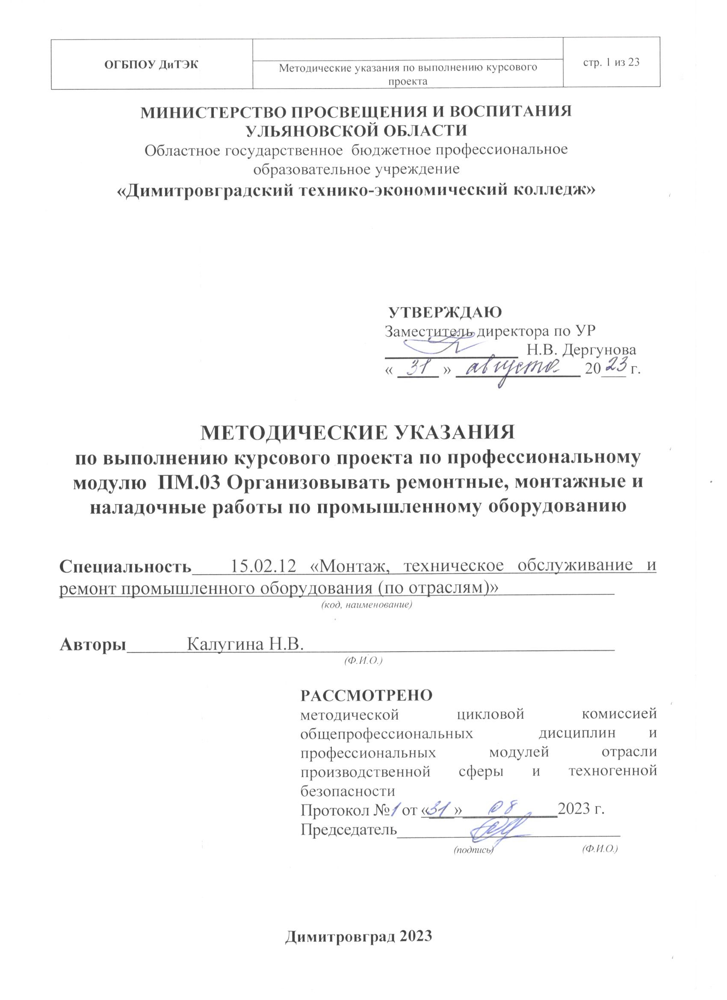 ОГБПОУ ДиТЭК
Методические указания по выполнению курсового
проекта
стр. 1 из 23
МИНИСТЕРСТВО ПРОСВЕЩЕНИЯ И ВОСПИТАНИЯ
УЛЬЯНОВСКОЙ ОБЛАСТИ
Областное государственное бюджетное профессиональное
образовательное учреждение
«Димитровградский технико-экономический колледж»
УТВЕРЖДАЮ
Заместитель директора по УР
Н.В. Дергунова
« 31 » августа 2023 г.
МЕТОДИЧЕСКИЕ УКАЗАНИЯ
по выполнению курсового проекта по профессиональному
модулю ПМ.03 Организовывать ремонтные, монтажные и
наладочные работы по промышленному оборудованию
Специальность 15.02.12 «Монтаж, техническое обслуживание и
ремонт промышленного оборудования (по отраслям)»
(код, наименование)
Авторы Калугина Н.В.
(Ф.И.О.)
РАССМОТРЕНО
методической цикловой комиссией
общепрофессиональных дисциплин и
профессиональных модулей отрасли
производственной сферы и техногенной
безопасности
Протокол №1 от «31» 08 2023 г.
Председатель
(подпись) (Ф.И.О.)
Димитровград 2023